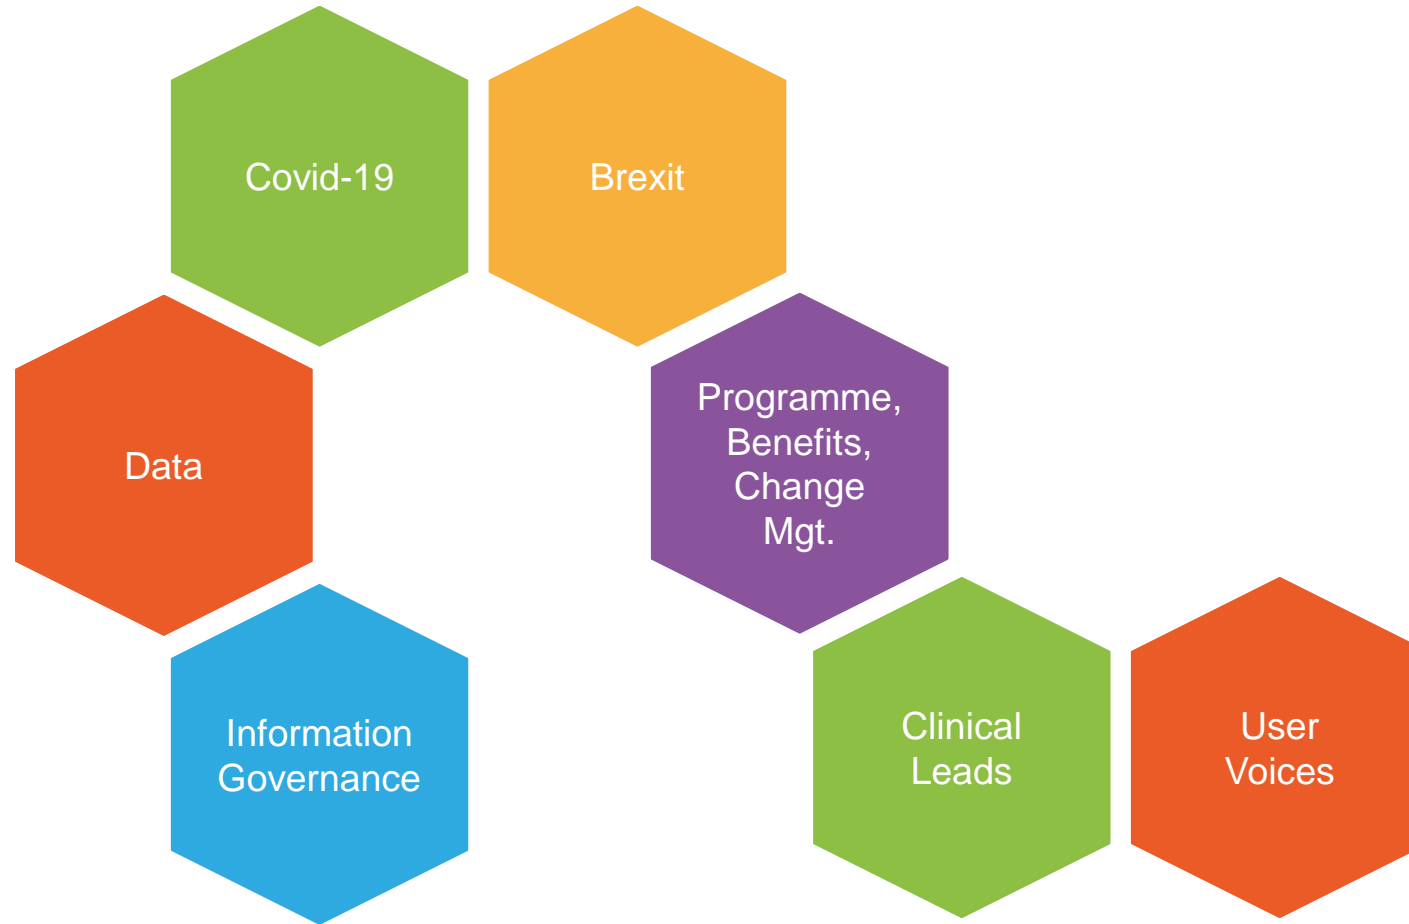 Covid-19
Brexit
Data
Programme,
Benefits,
Change
Mgt.
Information
Governance
Clinical
Leads
User
Voices